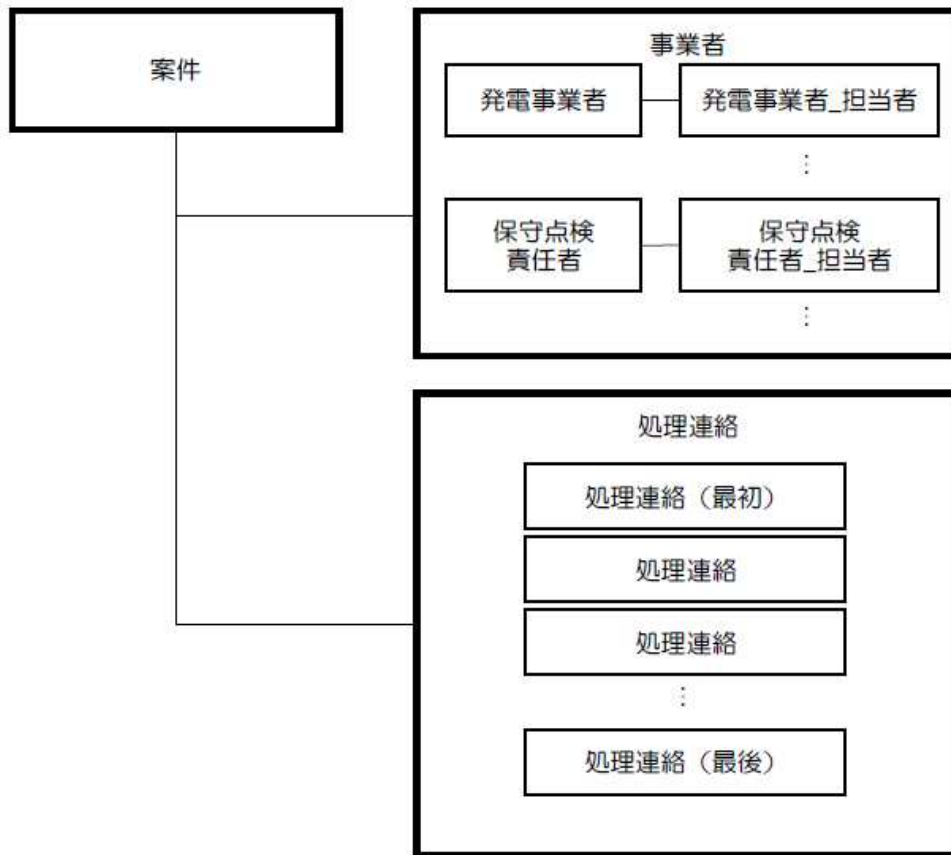 案件
事業者
発電事業者
発電事業者_担当者
⋮
保守点検
責任者
保守点検
責任者_担当者
⋮
処理連絡
処理連絡（最初）
処理連絡
処理連絡
⋮
処理連絡（最後）